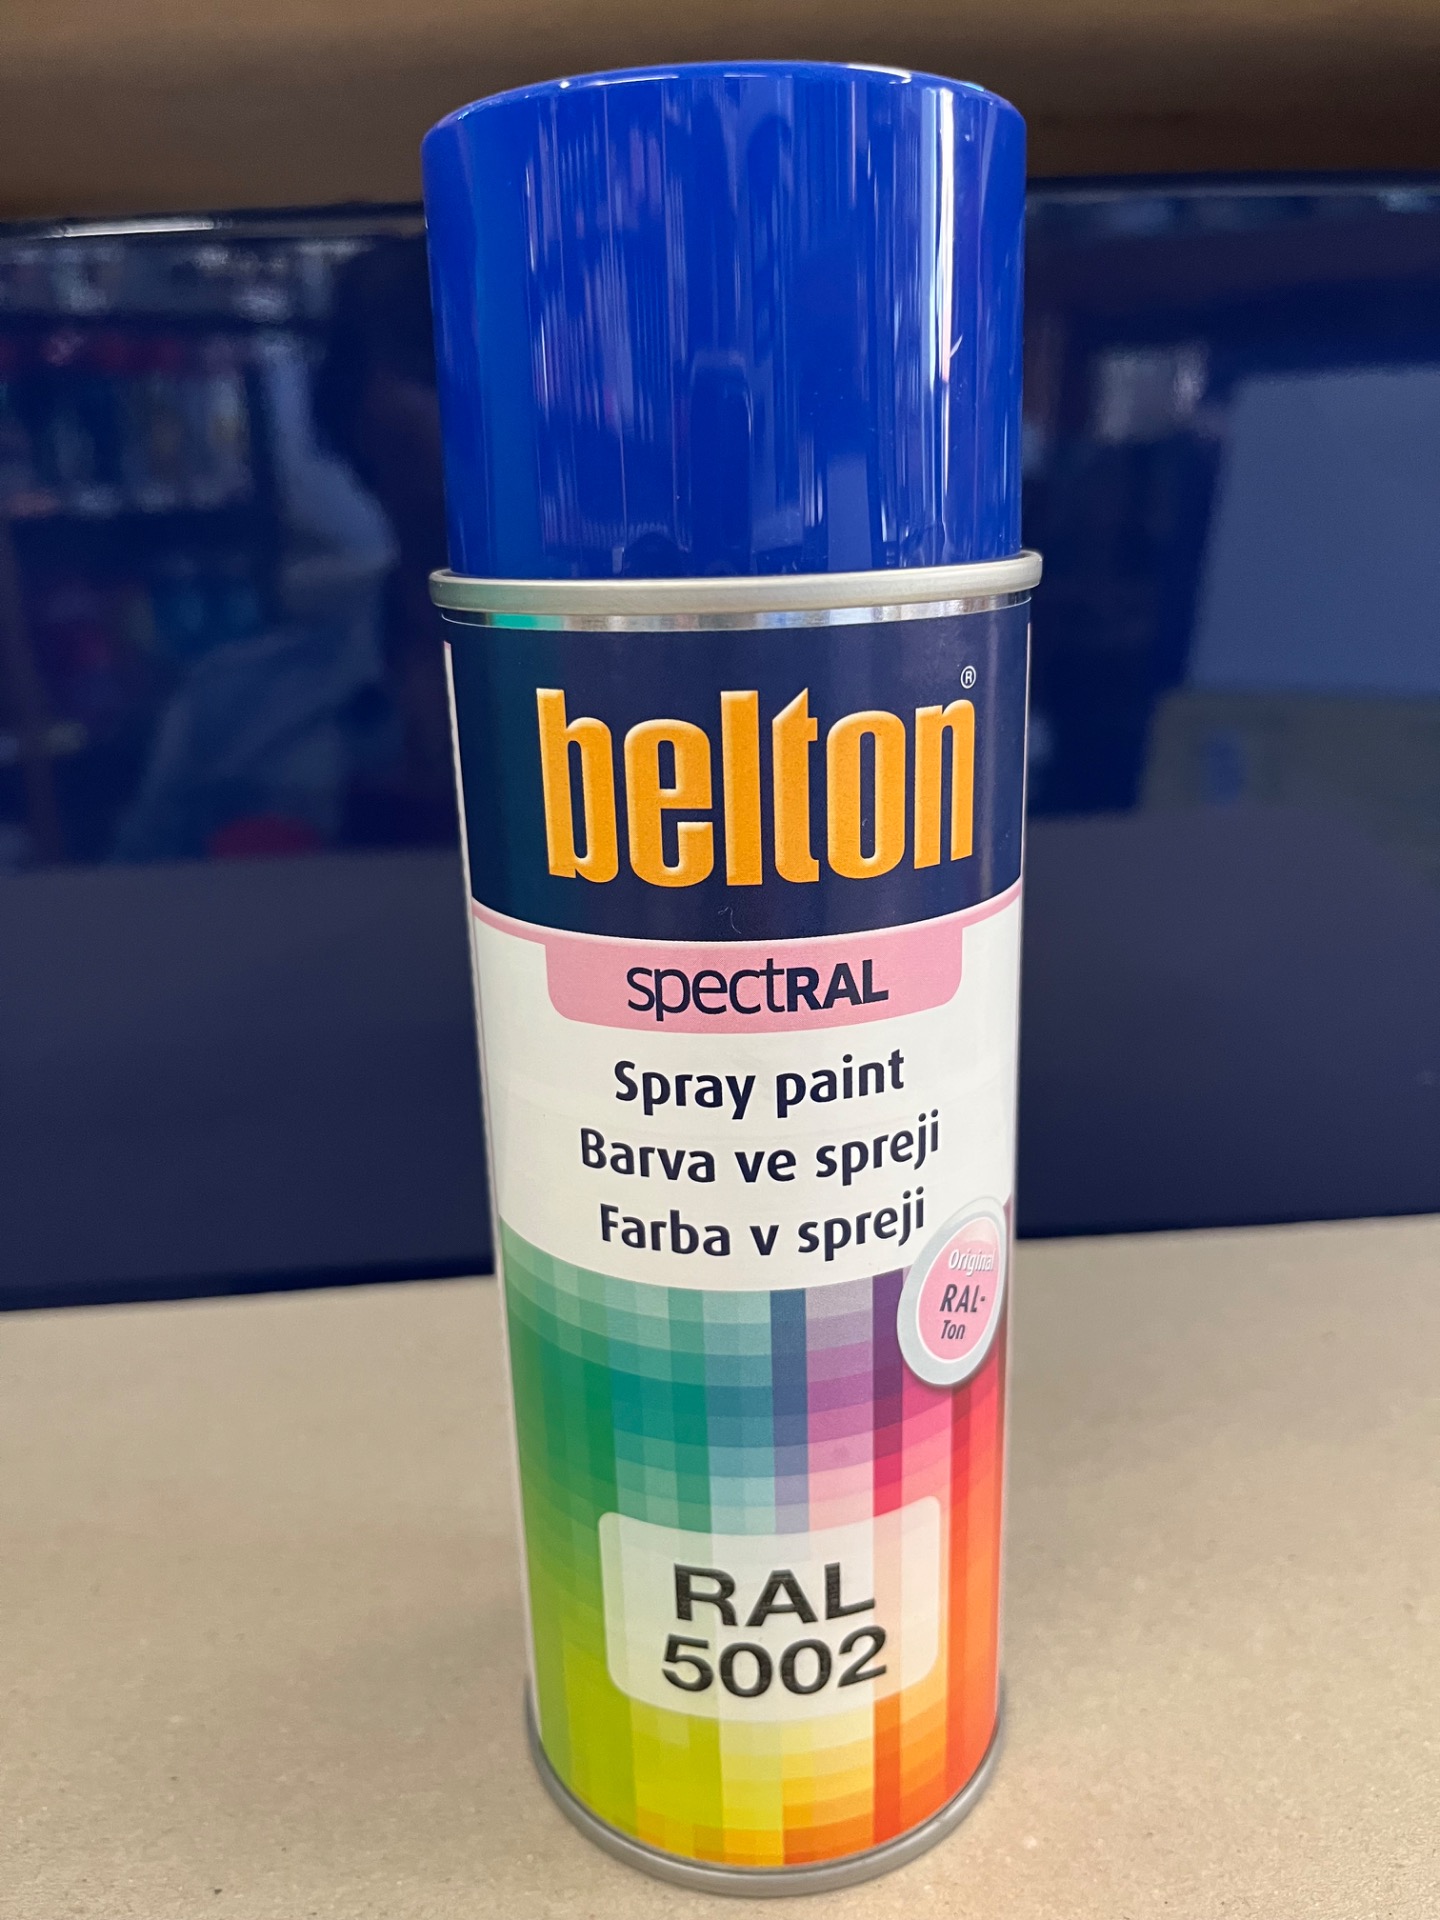 belton®
spectRAL
Spray paint
Barva ve spreji
Farba v spreji
Original
RAL-
Ton
RAL
5002